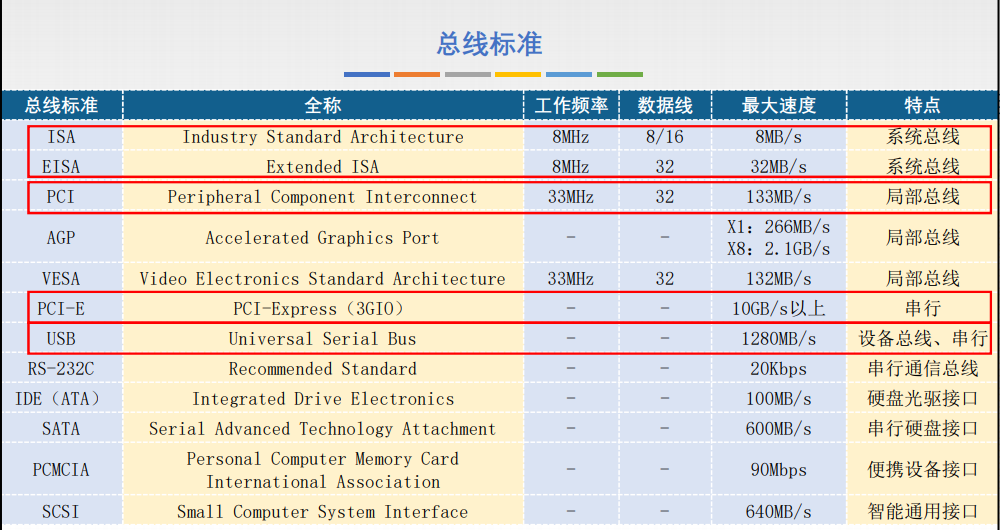 总线标准
总线标准 全称 工作频率 数据线 最大速度 特点
ISA Industry Standard Architecture 8MHz 8/16 8MB/s 系统总线
EISA Extended ISA 8MHz 32 32MB/s 系统总线
PCI Peripheral Component Interconnect 33MHz 32 133MB/s 局部总线
AGP Accelerated Graphics Port - - X1：266MB/s
X8：2.1GB/s 局部总线
VESA Video Electronics Standard Architecture 33MHz 32 132MB/s 局部总线
PCI-E PCI-Express（3GIO） - - 10GB/s以上 串行
USB Universal Serial Bus - - 1280MB/s 设备总线、串行
RS-232C Recommended Standard - - 20Kbps 串行通信总线
IDE（ATA） Integrated Drive Electronics - - 100MB/s 硬盘光驱接口
SATA Serial Advanced Technology Attachment - - 600MB/s 串行硬盘接口
PCMCIA Personal Computer Memory Card
International Association - - 90Mbps 便携设备接口
SCSI Small Computer System Interface - - 640MB/s 智能通用接口